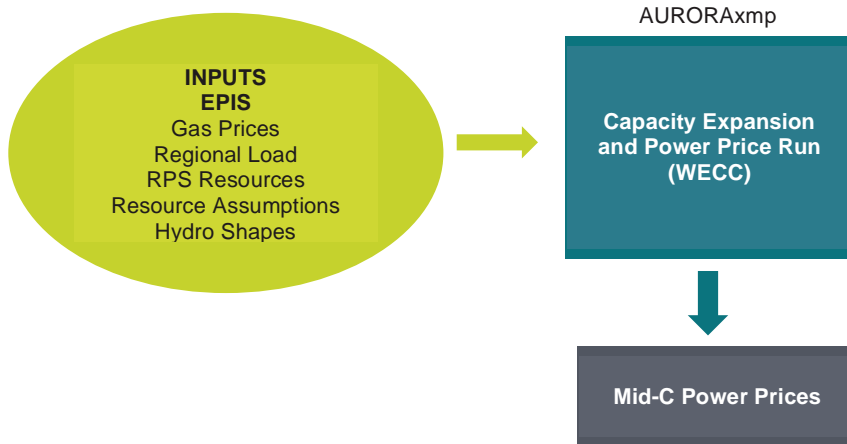 INPUTS
EPIS
Gas Prices
Regional Load
RPS Resources
Resource Assumptions
Hydro Shapes
AURORAxmp
Capacity Expansion
and Power Price Run
(WECC)
Mid-C Power Prices